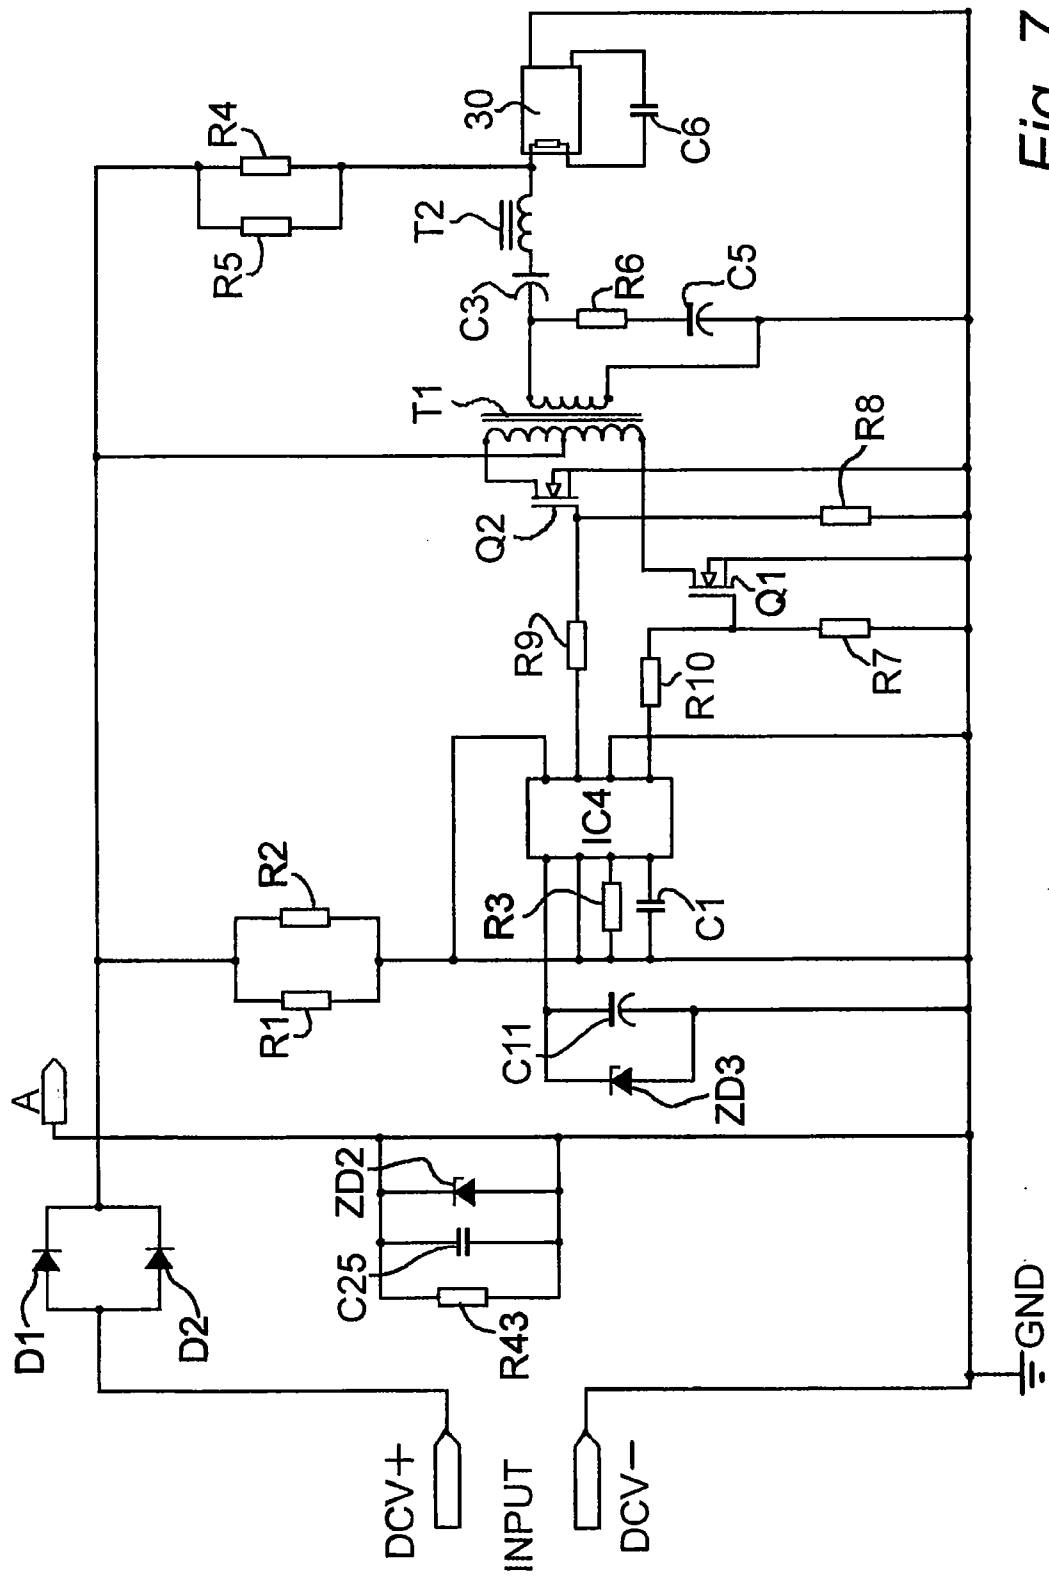 DCV+
INPUT
DCV−
GND
D1
D2
A
R43
C25
ZD2
ZD3
C11
R1
R2
R3
C1
IC4
R9
R10
R7
Q1
Q2
R8
T1
C3
R6
C5
T2
R5
R4
30
C6
Fig. 7